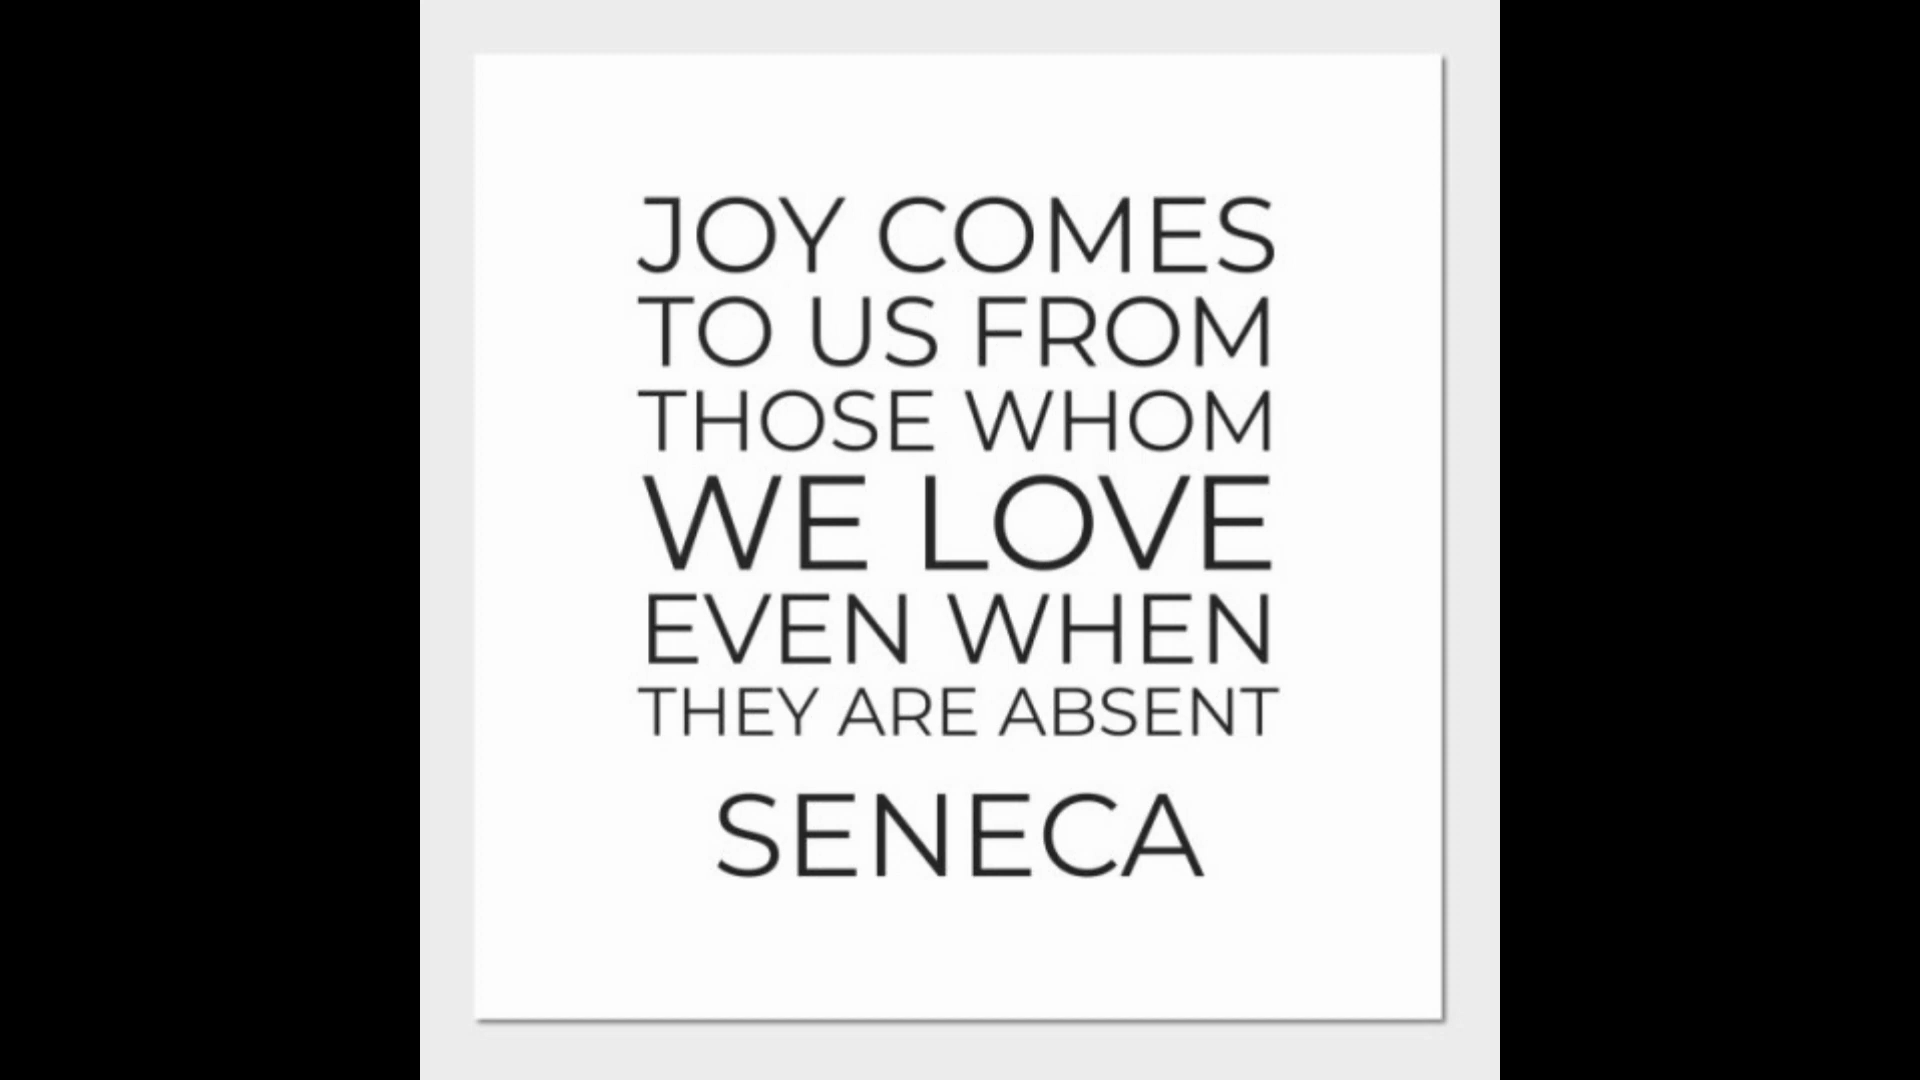 JOY COMES
TO US FROM
THOSE WHOM
WE LOVE
EVEN WHEN
THEY ARE ABSENT
SENECA